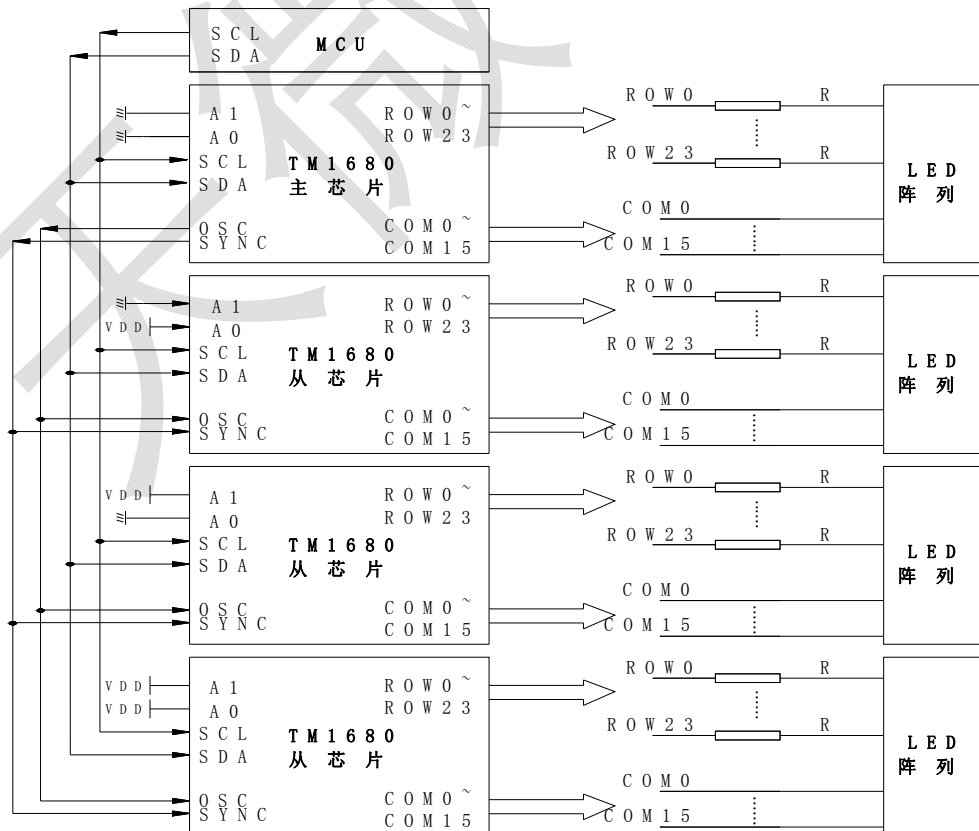 SCL
SDA
MCU
A1
A0
SCL
SDA
OSC
SYNC
TM1680
主芯片
ROW0~
ROW23
COM0~
COM15
ROW0
R
ROW23
R
COM0
COM15
LED
阵列
VDD
A1
A0
SCL
SDA
OSC
SYNC
TM1680
从芯片
ROW0~
ROW23
COM0~
COM15
ROW0
R
ROW23
R
COM0
COM15
LED
阵列
VDD
A1
A0
SCL
SDA
OSC
SYNC
TM1680
从芯片
ROW0~
ROW23
COM0~
COM15
ROW0
R
ROW23
R
COM0
COM15
LED
阵列
VDD
VDD
A1
A0
SCL
SDA
OSC
SYNC
TM1680
从芯片
ROW0~
ROW23
COM0~
COM15
ROW0
R
ROW23
R
COM0
COM15
LED
阵列
天微